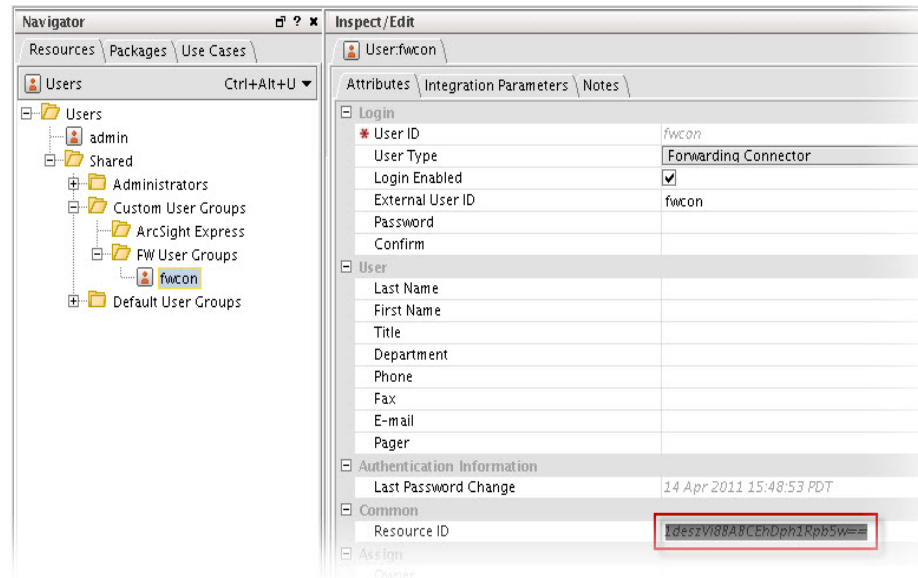 Navigator
Resources Packages Use Cases
Users Ctrl+Alt+U
Users
admin
Shared
Administrators
Custom User Groups
ArcSight Express
FW User Groups
fwcon
Default User Groups
Inspect/Edit
User:fwcon
Attributes Integration Parameters Notes
Login
* User ID fwcon
User Type Forwarding Connector
Login Enabled
External User ID fwcon
Password
Confirm
User
Last Name
First Name
Title
Department
Phone
Fax
E-mail
Pager
Authentication Information
Last Password Change 14 Apr 2011 15:48:53 PDT
Common
Resource ID 1deszVi88A8CEhDph1Rpb5w==
Assign
Owner